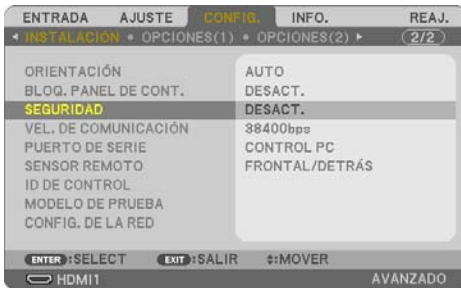 ENTRADA AJUSTE CONFIG. INFO. REAJ.
◂ INSTALACIÓN • OPCIONES(1) • OPCIONES(2) ▸ (2/2)
ORIENTACIÓN AUTO
BLOQ. PANEL DE CONT. DESACT.
SEGURIDAD DESACT.
VEL. DE COMUNICACIÓN 38400bps
PUERTO DE SERIE CONTROL PC
SENSOR REMOTO FRONTAL/DETRÁS
ID DE CONTROL
MODELO DE PRUEBA
CONFIG. DE LA RED
ENTER :SELECT EXIT :SALIR ↕:MOVER
HDMI1 AVANZADO